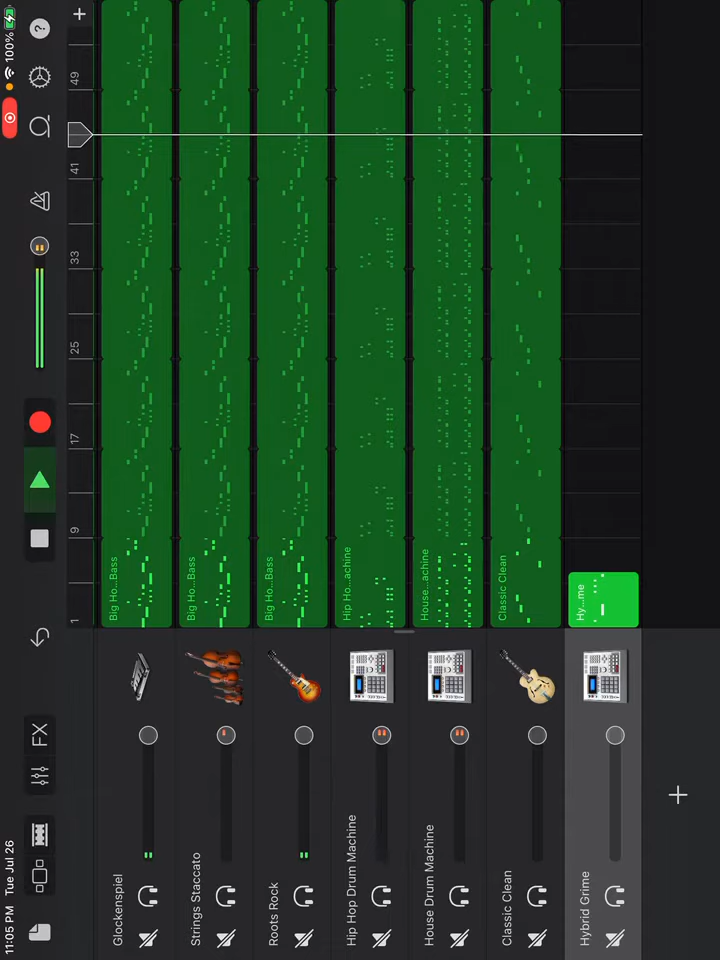 11:05 PM Tue Jul 26
100%
FX
?
1 9 17 25 33 41 49
Glockenspiel
Big Ho...Bass
Strings Staccato
Big Ho...Bass
Roots Rock
Big Ho...Bass
Hip Hop Drum Machine
Hip Ho...achine
House Drum Machine
House...achine
Classic Clean
Classic Clean
Hybrid Grime
Hy...me